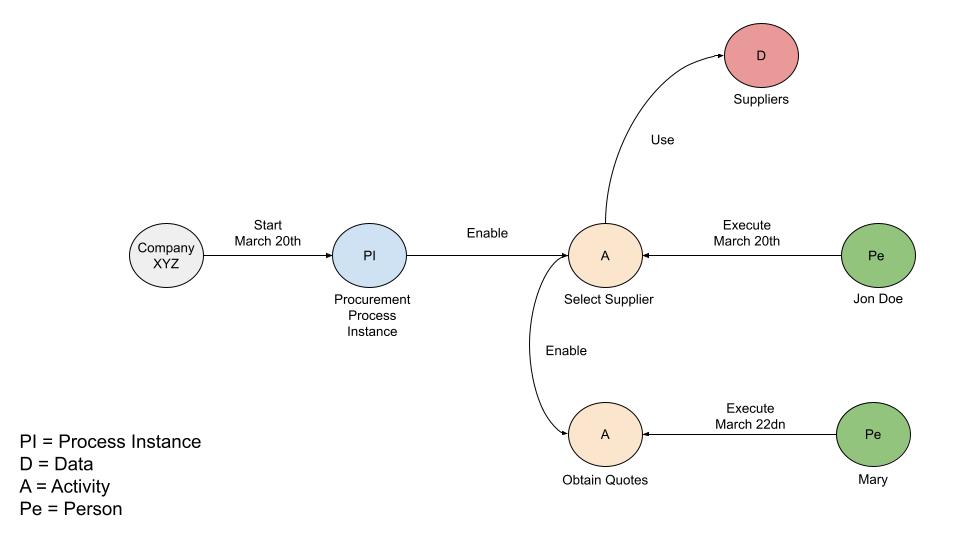 D
Suppliers
Use
Start
March 20th
Enable
Execute
March 20th
Company
XYZ
PI
A
Pe
Procurement
Process
Instance
Select Supplier
Jon Doe
Enable
Execute
March 22dn
A
Pe
Obtain Quotes
Mary
PI = Process Instance
D = Data
A = Activity
Pe = Person